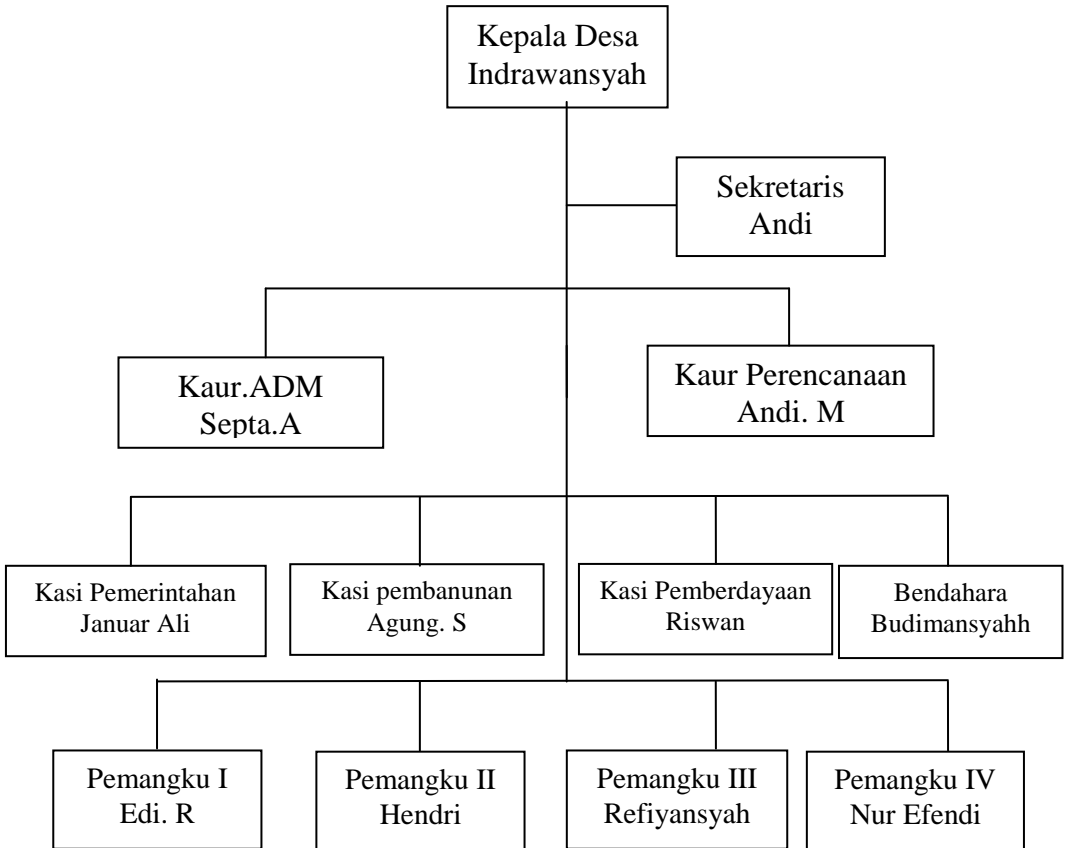 Kepala Desa
Indrawansyah
Sekretaris
Andi
Kaur.ADM
Septa.A
Kaur Perencanaan
Andi. M
Kasi Pemerintahan
Januar Ali
Kasi pembanunan
Agung. S
Kasi Pemberdayaan
Riswan
Bendahara
Budimansyahh
Pemangku I
Edi. R
Pemangku II
Hendri
Pemangku III
Refiyansyah
Pemangku IV
Nur Efendi